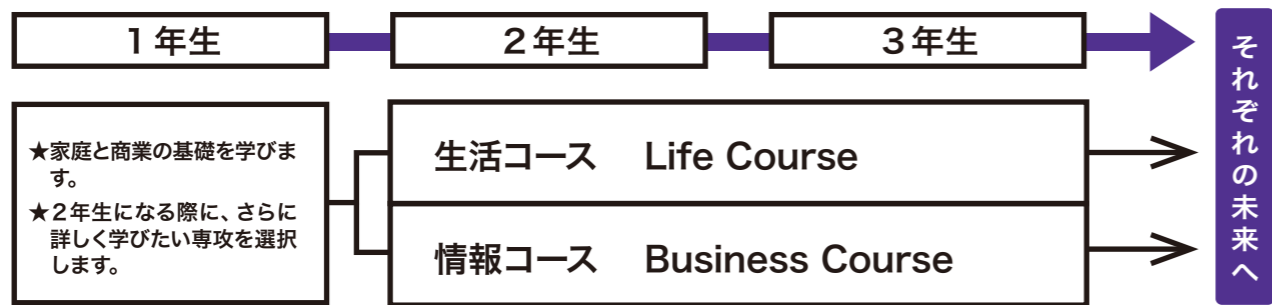 1年生
2年生
3年生
★家庭と商業の基礎を学びま
す。
★2年生になる際に、さらに
詳しく学びたい専攻を選択
します。
生活コース Life Course
情報コース Business Course
それぞれの未来へ